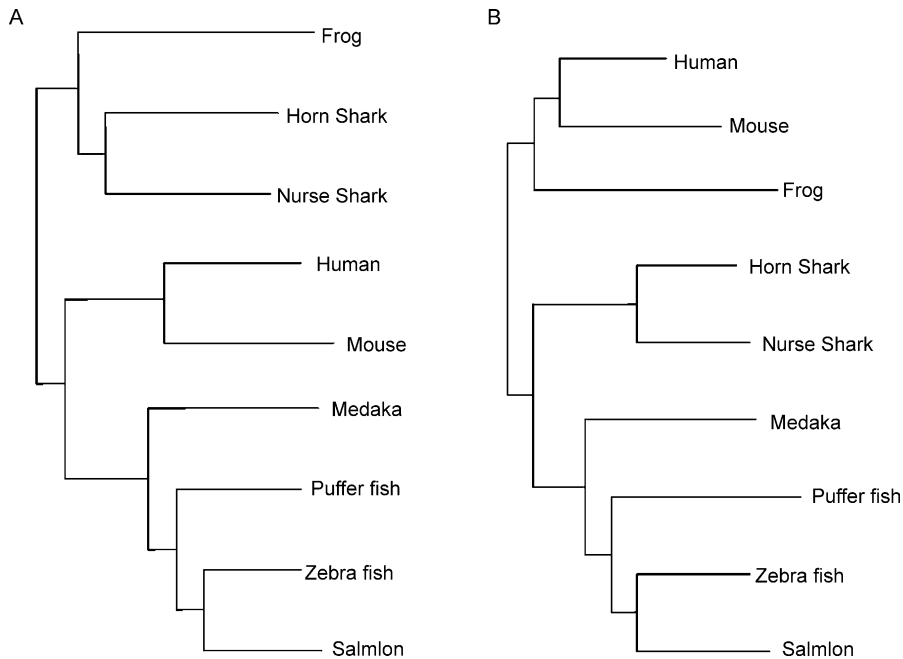 A
Frog
Horn Shark
Nurse Shark
Human
Mouse
Medaka
Puffer fish
Zebra fish
Salmlon
B
Human
Mouse
Frog
Horn Shark
Nurse Shark
Medaka
Puffer fish
Zebra fish
Salmlon